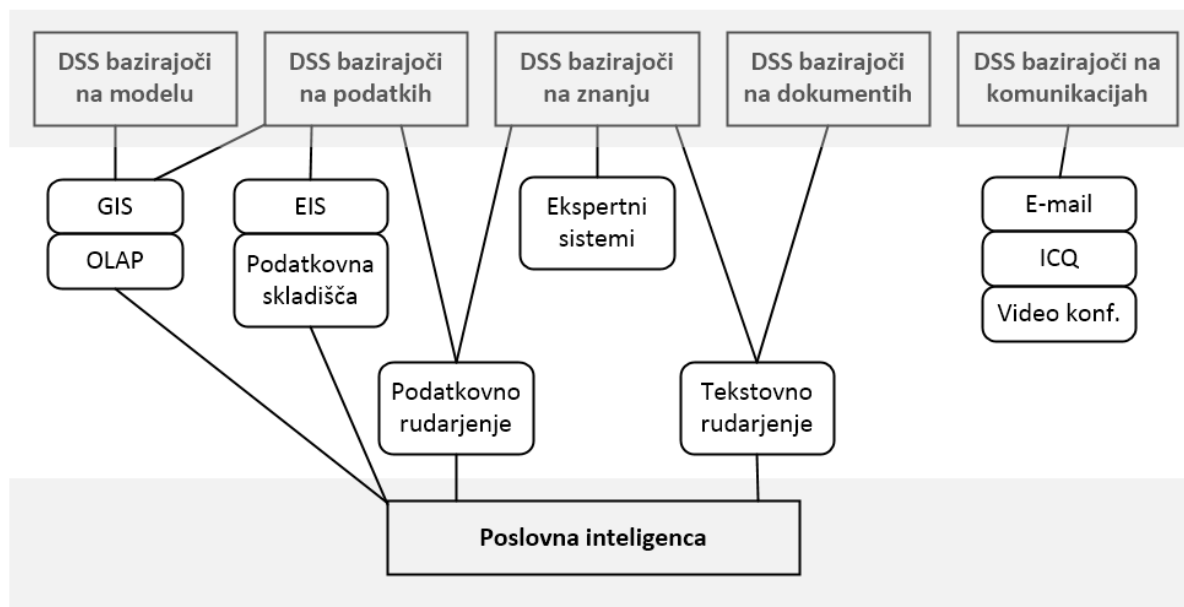 DSS bazirajoči
na modelu
DSS bazirajoči
na podatkih
DSS bazirajoči
na znanju
DSS bazirajoči
na dokumentih
DSS bazirajoči na
komunikacijah
GIS
OLAP
EIS
Podatkovna
skladišča
Ekspertni
sistemi
E-mail
ICQ
Video konf.
Podatkovno
rudarjenje
Tekstovno
rudarjenje
Poslovna inteligenca